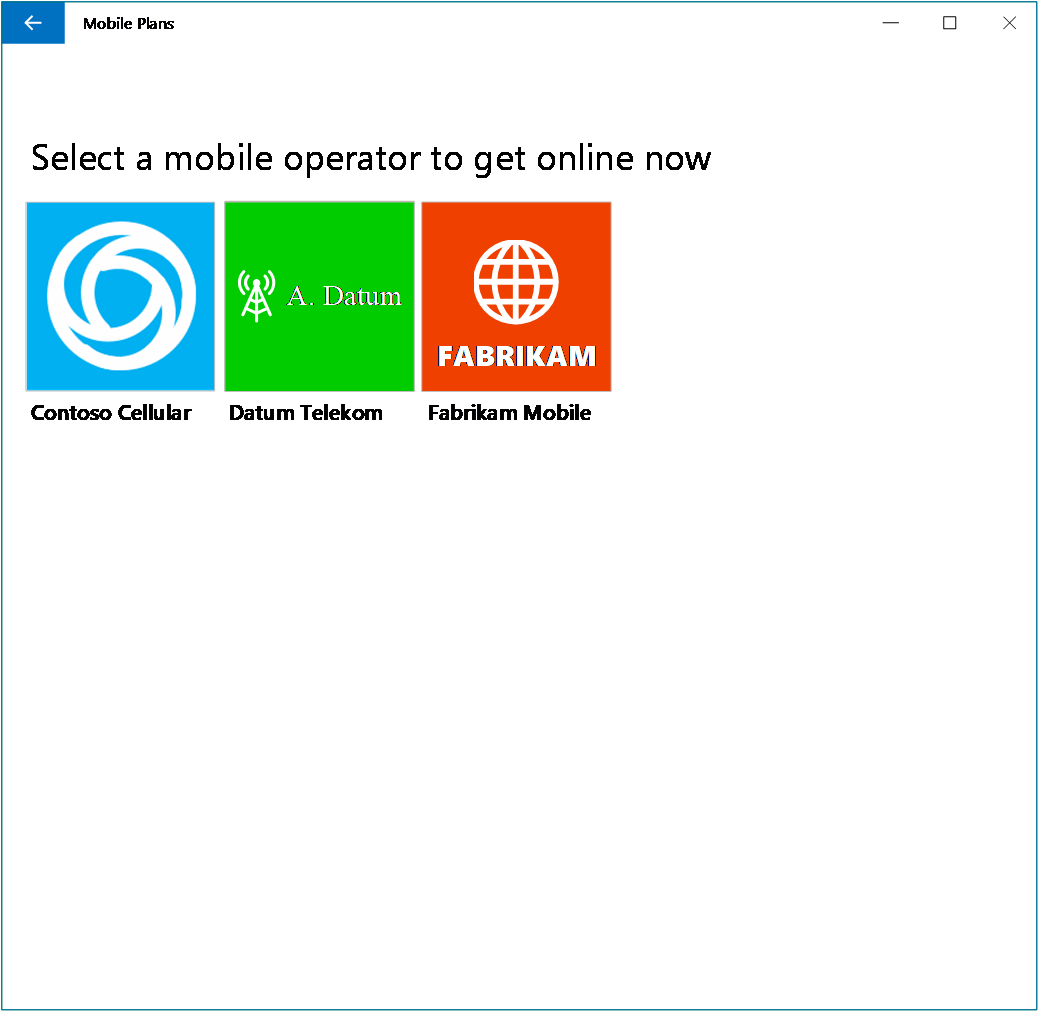 Mobile Plans
Select a mobile operator to get online now
A. Datum
FABRIKAM
Contoso Cellular
Datum Telekom
Fabrikam Mobile